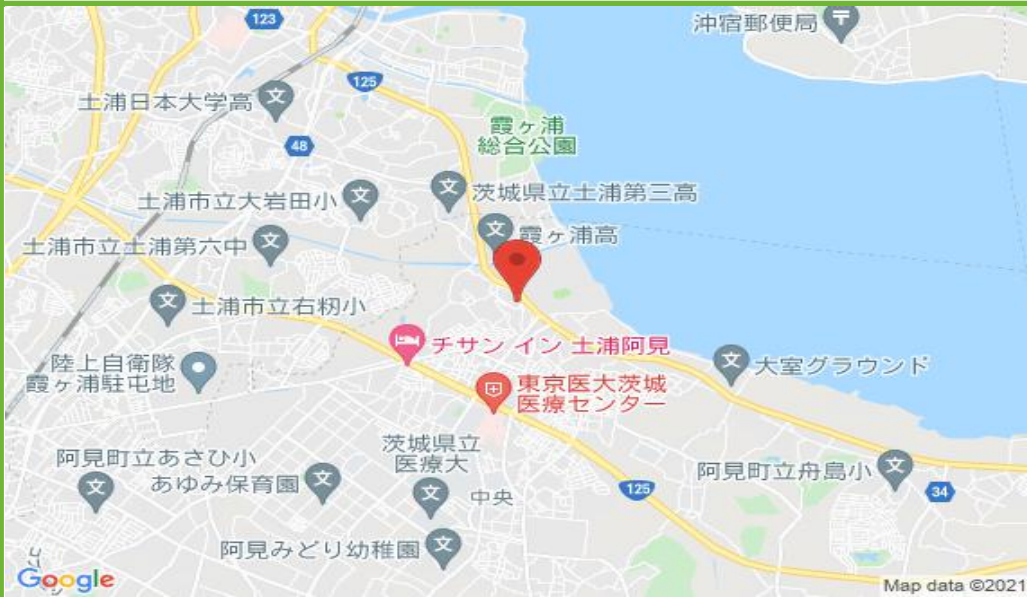 123
沖宿郵便局
125
土浦日本大学高
霞ヶ浦
総合公園
48
土浦市立大岩田小
茨城県立土浦第三高
土浦市立土浦第六中
霞ヶ浦高
土浦市立右籾小
チサン イン 土浦阿見
陸上自衛隊
霞ヶ浦駐屯地
大室グラウンド
東京医大茨城
医療センター
茨城県立
医療大
阿見町立あさひ小
あゆみ保育園
阿見町立舟島小
中央
125
34
阿見みどり幼稚園
Google
Map data ©2021